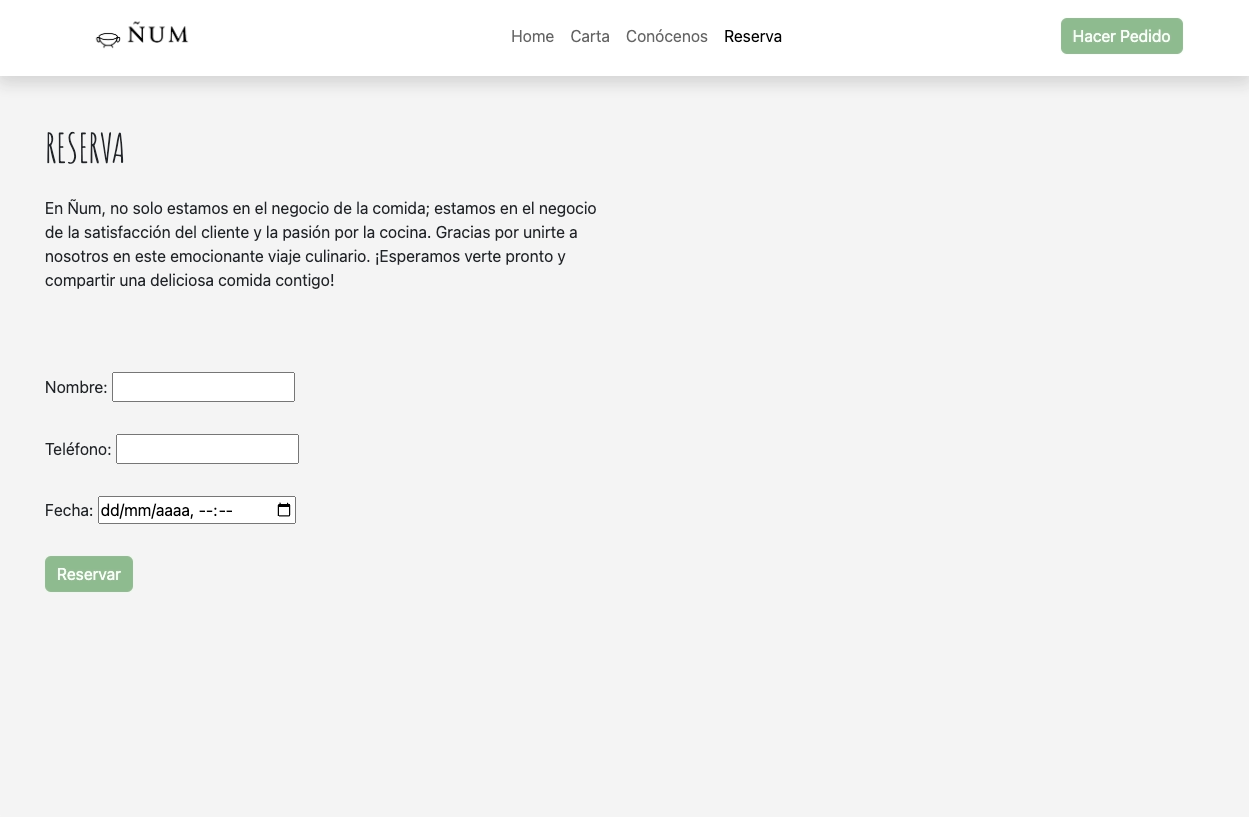 ÑUM
Home Carta Conócenos Reserva
Hacer Pedido
RESERVA
En Ñum, no solo estamos en el negocio de la comida; estamos en el negocio
de la satisfacción del cliente y la pasión por la cocina. Gracias por unirte a
nosotros en este emocionante viaje culinario. ¡Esperamos verte pronto y
compartir una deliciosa comida contigo!
Nombre:
Teléfono:
Fecha: dd/mm/aaaa, --:--
Reservar